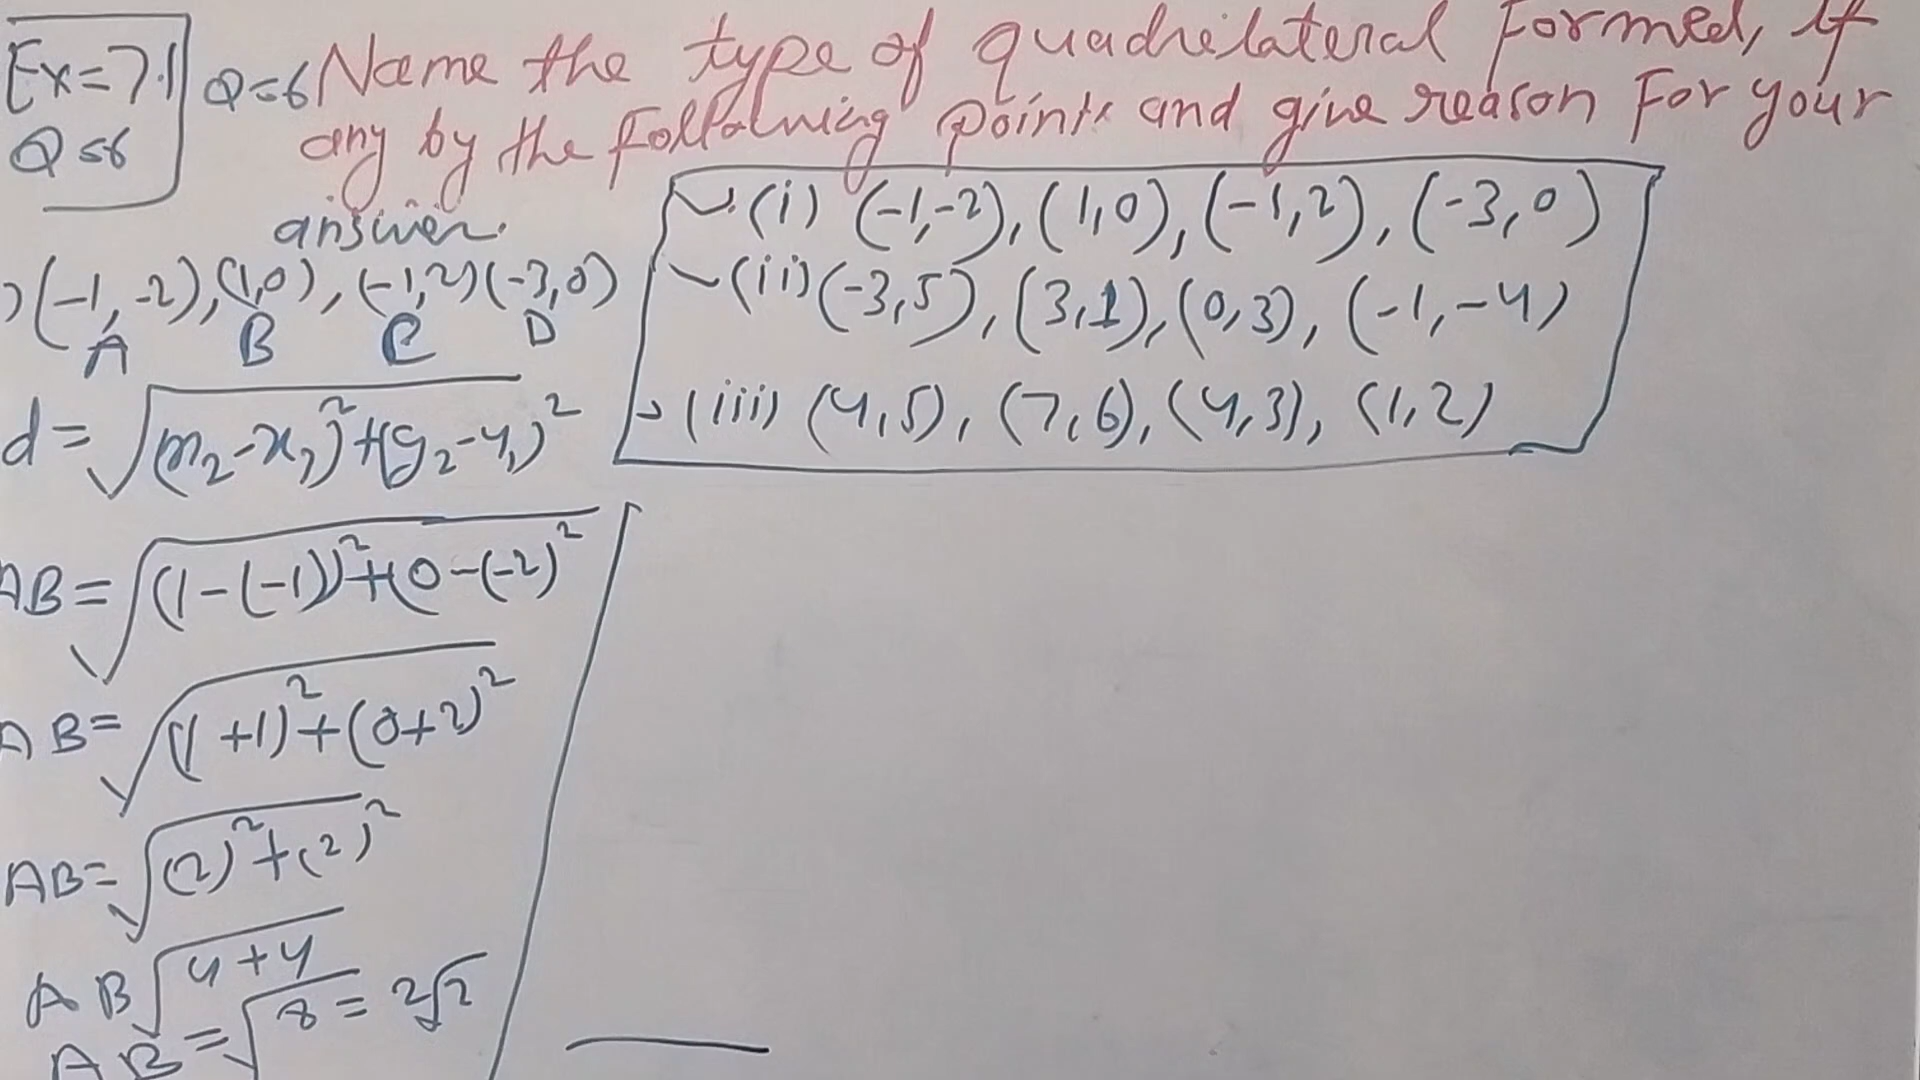 Ex=7.1
Q=6
Q=6 Name the type of quadrilateral formed, if
any by the following points and give reason for your
answer.
(i) (-1,-2), (1,0), (-1,2), (-3,0)
(ii) (-3,5), (3,1), (0,3), (-1,-4)
(iii) (4,5), (7,6), (4,3), (1,2)
)(-1,-2), (1,0), (-1,2) (-3,0)
A B C D
d=√(x₂-x₁)²+(y₂-y₁)²
AB=√(1-(-1))²+(0-(-2)²
AB=√(1+1)²+(0+2)²
AB=√(2)²+(2)²
AB√4+4
AB=√8=2√2